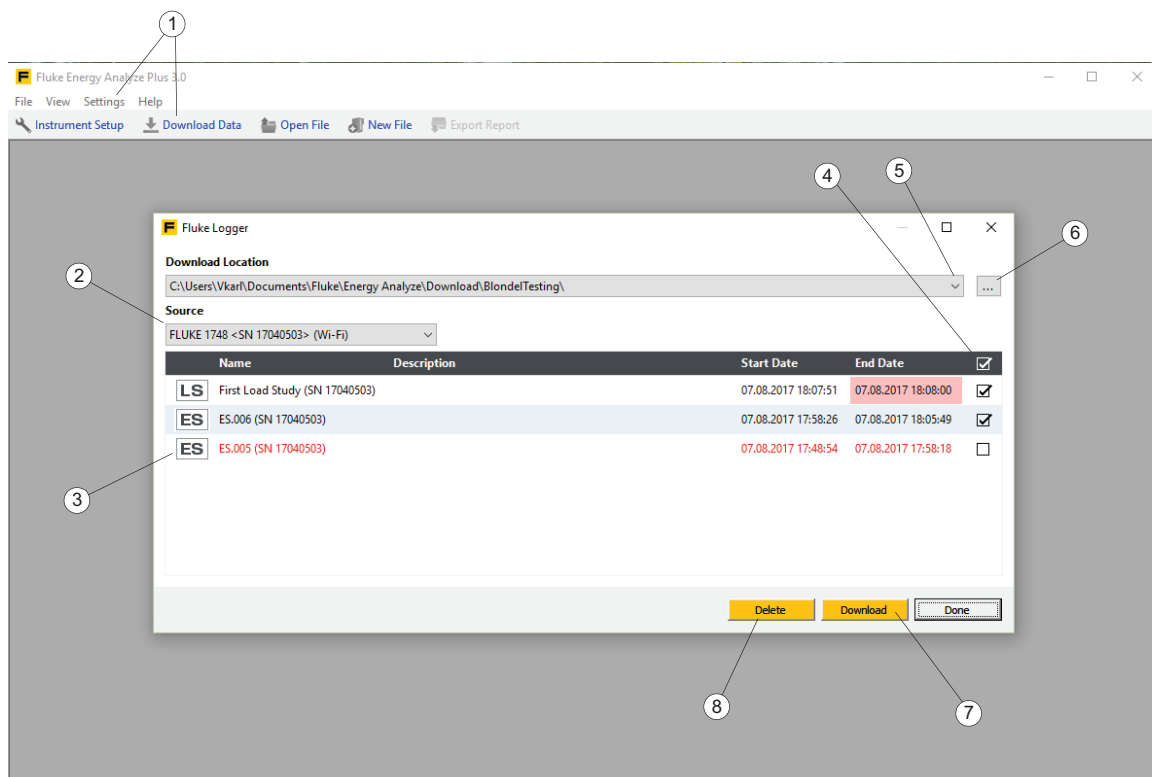 1
Fluke Energy Analyze Plus 3.0
File View Settings Help
Instrument Setup Download Data Open File New File Export Report
4 5
6
2
Fluke Logger
Download Location
C:\Users\Vkarl\Documents\Fluke\Energy Analyze\Download\BlondelTesting\ ...
Source
FLUKE 1748 <SN 17040503> (Wi-Fi)
Name Description Start Date End Date
LS First Load Study (SN 17040503) 07.08.2017 18:07:51 07.08.2017 18:08:00
ES ES.006 (SN 17040503) 07.08.2017 17:58:26 07.08.2017 18:05:49
ES ES.005 (SN 17040503) 07.08.2017 17:48:54 07.08.2017 17:58:18
3
Delete Download Done
8 7